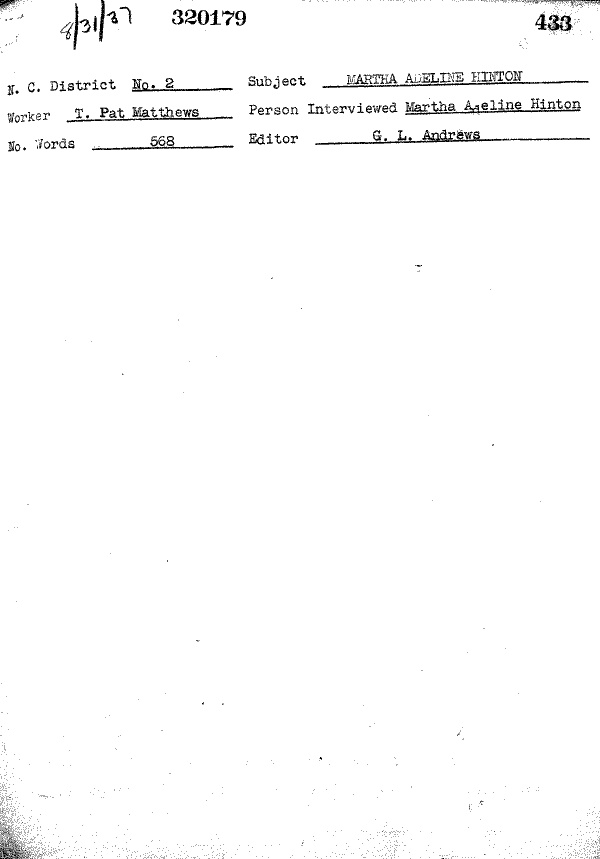 8/31/37 320179 433
N. C. District No. 2 Subject MARTHA ADELINE HINTON
Worker T. Pat Matthews Person Interviewed Martha Adeline Hinton
No. Words 568 Editor G. L. Andrews